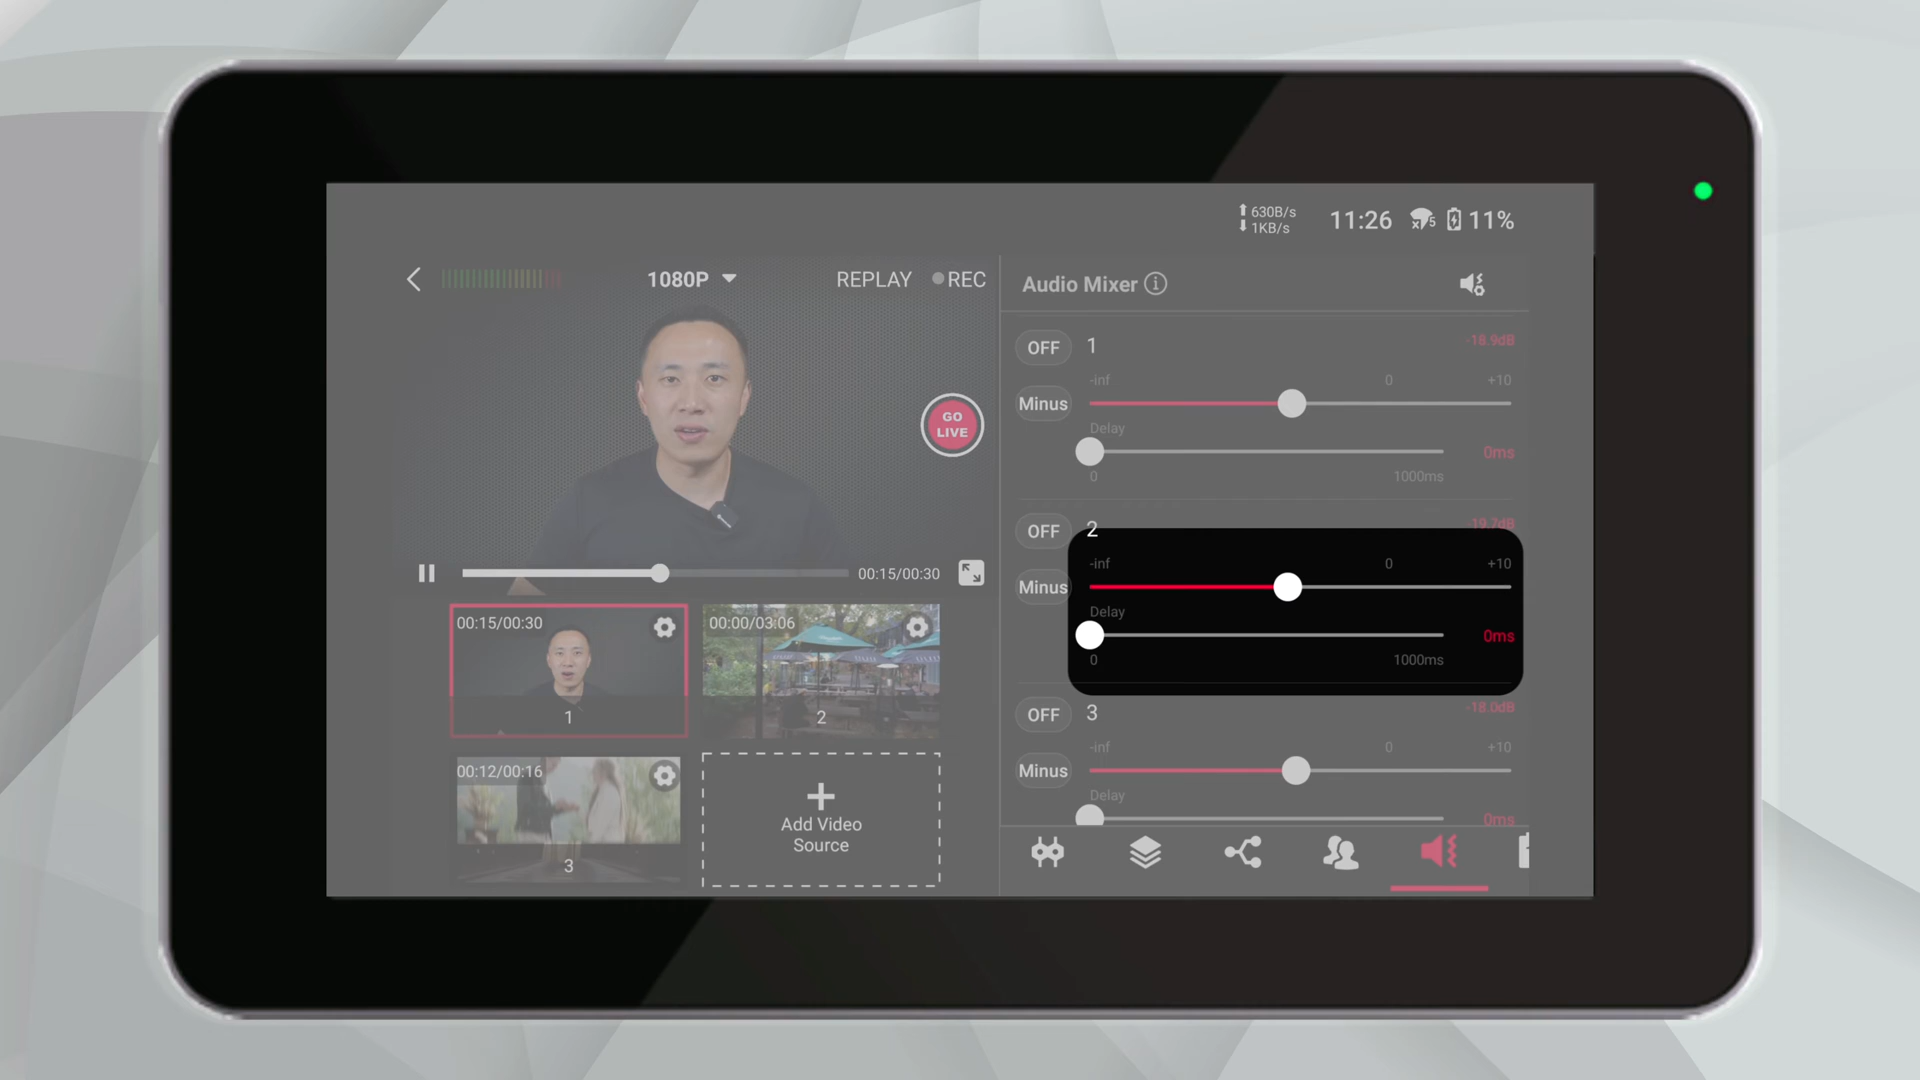 630B/s
1KB/s
11:26
5
11%
1080P
REPLAY
REC
GO
LIVE
00:15/00:30
00:15/00:30
1
00:00/03:06
2
00:12/00:16
3
Add Video
Source
Audio Mixer
OFF
1
-18.9dB
-inf
0
+10
Minus
Delay
0ms
0
1000ms
OFF
2
-19.7dB
-inf
0
+10
Minus
Delay
0ms
0
1000ms
OFF
3
-18.0dB
-inf
0
+10
Minus
Delay
0ms